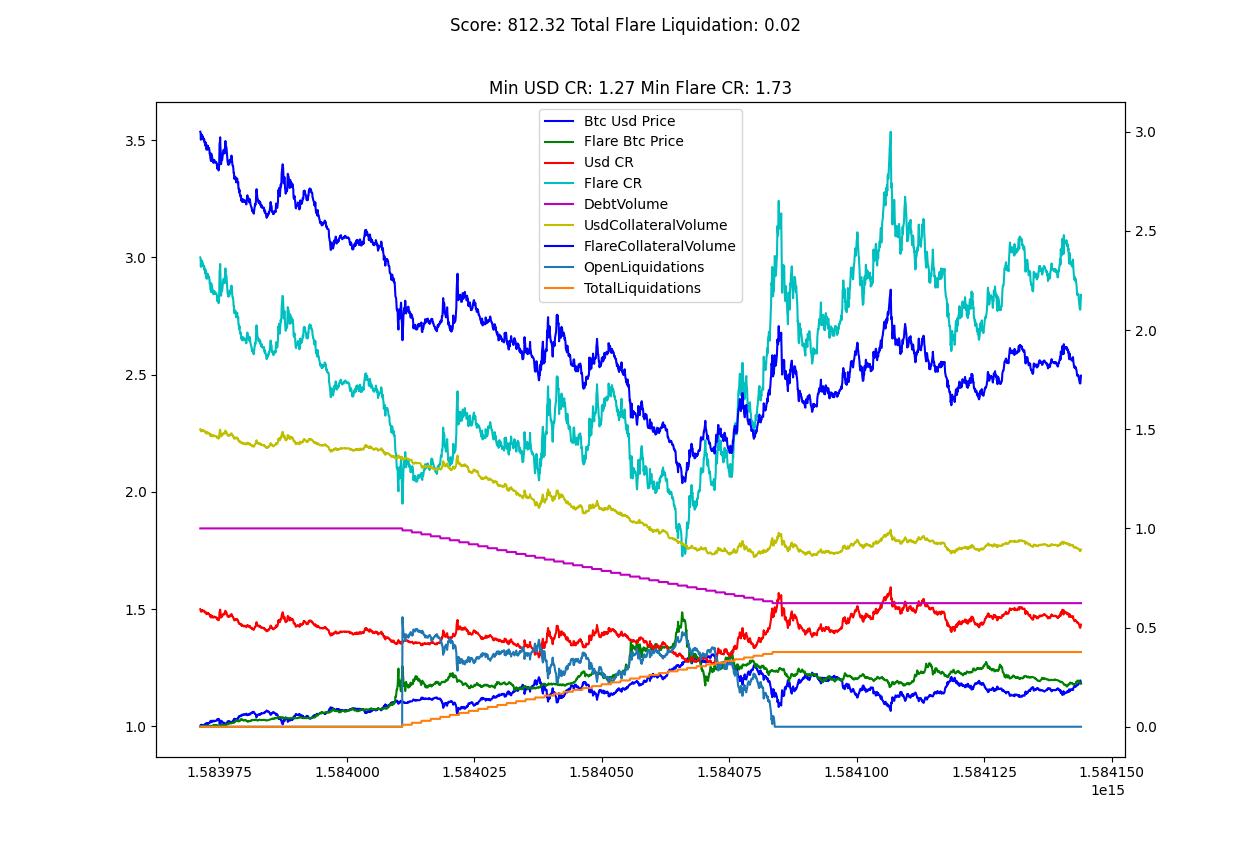 Score: 812.32 Total Flare Liquidation: 0.02
Min USD CR: 1.27 Min Flare CR: 1.73
Btc Usd Price
Flare Btc Price
Usd CR
Flare CR
DebtVolume
UsdCollateralVolume
FlareCollateralVolume
OpenLiquidations
TotalLiquidations
3.5
3.0
2.5
2.0
1.5
1.0
3.0
2.5
2.0
1.5
1.0
0.5
0.0
1.583975 1.584000 1.584025 1.584050 1.584075 1.584100 1.584125 1.584150
1e15